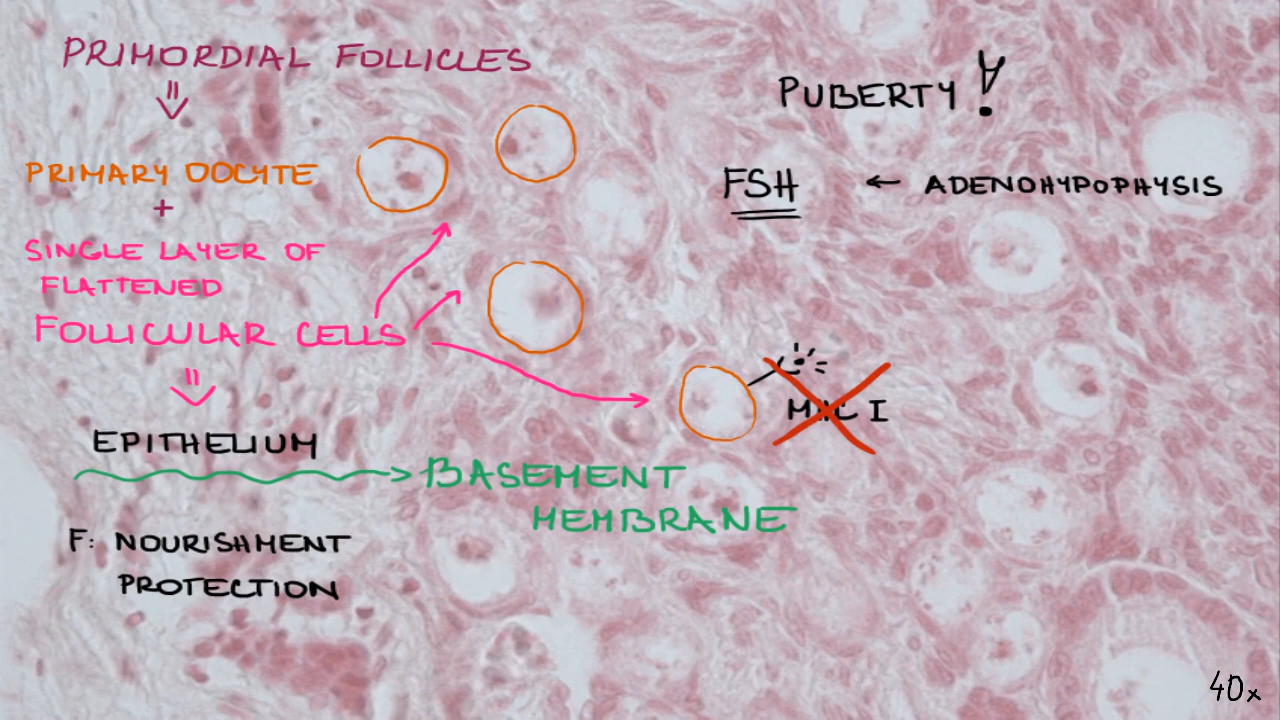 PRIMORDIAL FOLLICLES
PRIMARY OOCYTE
+
SINGLE LAYER OF
FLATTENED
FOLLICULAR CELLS
EPITHELIUM
BASEMENT
MEMBRANE
F: NOURISHMENT
PROTECTION
PUBERTY !
FSH ← ADENOHYPOPHYSIS
I
40x